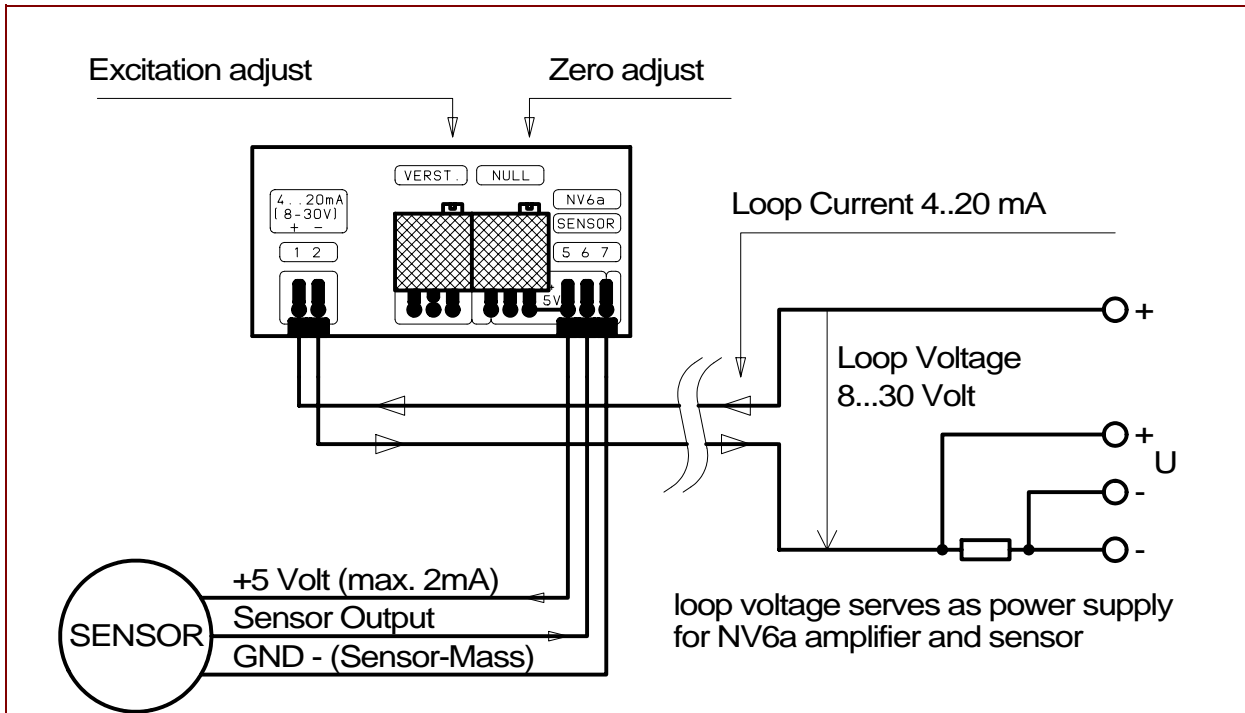 Excitation adjust
Zero adjust
VERST.
NULL
4..20mA
(8-30V)
+ -
NV6a
SENSOR
1 2
5 6 7
5V
Loop Current 4..20 mA
+
Loop Voltage
8...30 Volt
+
U
-
-
+5 Volt (max. 2mA)
Sensor Output
GND - (Sensor-Mass)
SENSOR
loop voltage serves as power supply
for NV6a amplifier and sensor